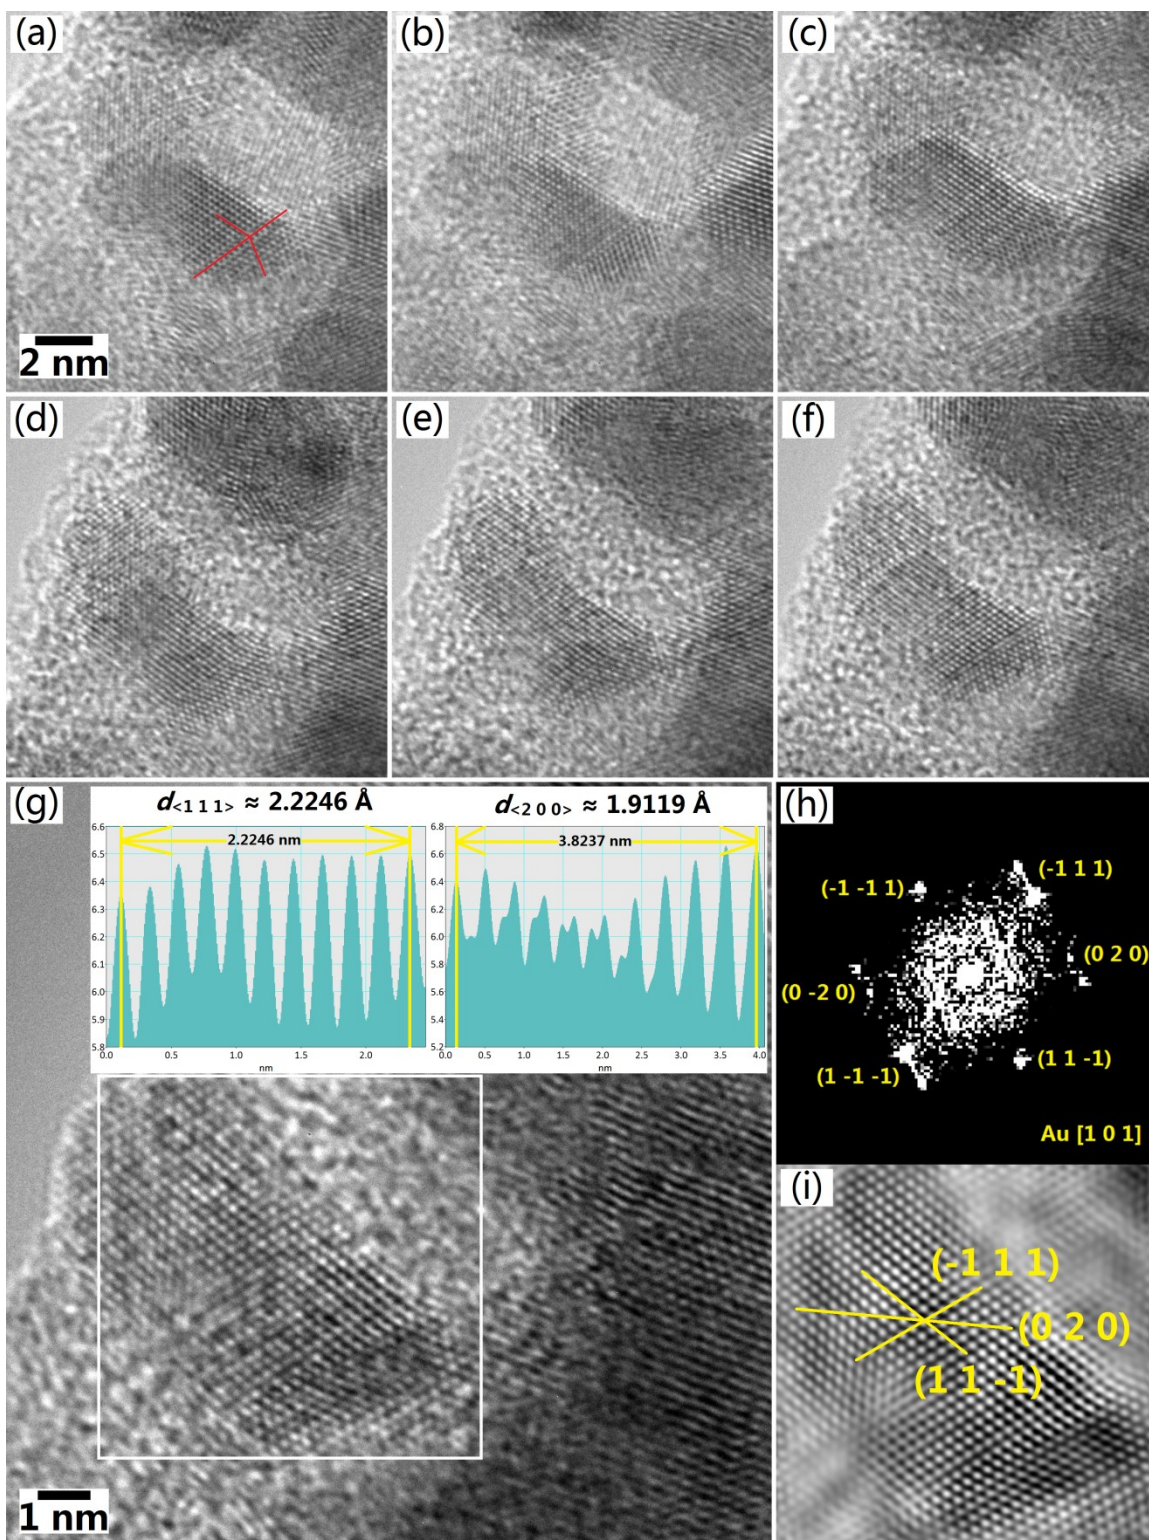 (a)
(b)
(c)
2 nm
(d)
(e)
(f)
(g)
d<1 1 1> ≈ 2.2246 Å
d<2 0 0> ≈ 1.9119 Å
6.6
6.5
6.4
6.3
6.2
6.1
6.0
5.9
5.8
2.2246 nm
0.0
0.5
1.0
1.5
2.0
nm
6.8
6.6
6.4
6.2
6.0
5.8
5.6
5.4
5.2
3.8237 nm
0.0
0.5
1.0
1.5
2.0
2.5
3.0
3.5
4.0
nm
1 nm
(h)
(-1 -1 1)
(-1 1 1)
(0 2 0)
(0 -2 0)
(1 -1 -1)
(1 1 -1)
Au [1 0 1]
(i)
(-1 1 1)
(0 2 0)
(1 1 -1)